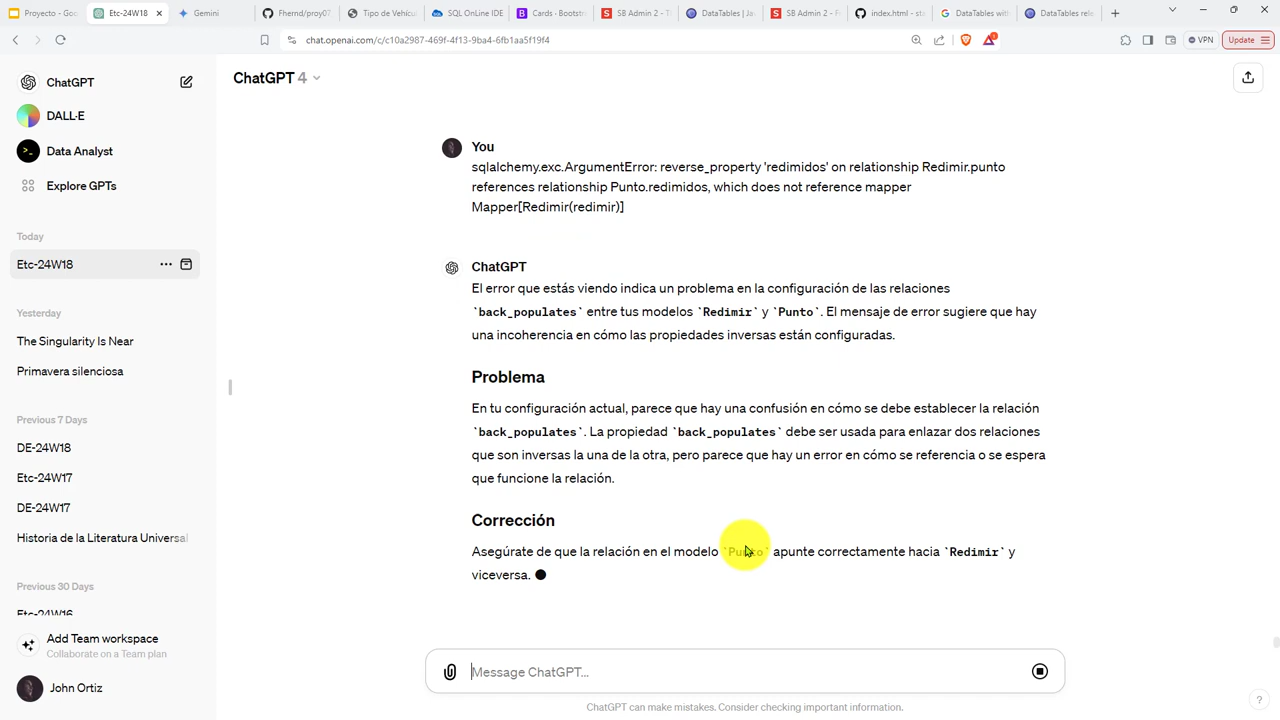 Proyecto - Goo
Etc-24W18
Gemini
Fhernd/proy07
Tipo de Vehícu
SQL OnLine IDE
Cards · Bootstr
SB Admin 2 - T
DataTables | Ja
SB Admin 2 - F
index.html - st
DataTables with
DataTables rele
chat.openai.com/c/c10a2987-469f-4f13-9ba4-6fb1aa5f19f4
VPN
Update
ChatGPT
DALL·E
Data Analyst
Explore GPTs
Today
Etc-24W18
Yesterday
The Singularity Is Near
Primavera silenciosa
Previous 7 Days
DE-24W18
Etc-24W17
DE-24W17
Historia de la Literatura Universal
Previous 30 Days
Etc-24W16
Add Team workspace
Collaborate on a Team plan
John Ortiz
ChatGPT 4
You
sqlalchemy.exc.ArgumentError: reverse_property 'redimidos' on relationship Redimir.punto
references relationship Punto.redimidos, which does not reference mapper
Mapper[Redimir(redimir)]
ChatGPT
El error que estás viendo indica un problema en la configuración de las relaciones
`back_populates` entre tus modelos `Redimir` y `Punto`. El mensaje de error sugiere que hay
una incoherencia en cómo las propiedades inversas están configuradas.
Problema
En tu configuración actual, parece que hay una confusión en cómo se debe establecer la relación
`back_populates`. La propiedad `back_populates` debe ser usada para enlazar dos relaciones
que son inversas la una de la otra, pero parece que hay un error en cómo se referencia o se espera
que funcione la relación.
Corrección
Asegúrate de que la relación en el modelo `Punto` apunte correctamente hacia `Redimir` y
viceversa.
Message ChatGPT...
ChatGPT can make mistakes. Consider checking important information.
?